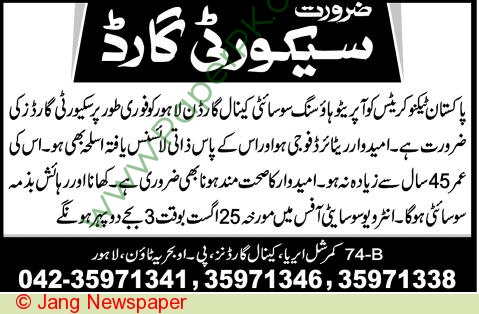 ضرورت
سیکورٹی گارڈ
پاکستان ٹیکنوکریٹس کوآپریٹو ہاؤسنگ سوسائٹی کینال گارڈن لاہور کو فوری طور پر سکیورٹی گارڈز کی
ضرورت ہے۔ امیدوار ریٹائرڈ فوجی ہو اور اس کے پاس ذاتی لائسنس یافتہ اسلحہ بھی ہو۔ اس کی
عمر 45 سال سے زیادہ نہ ہو۔ امیدوار کا صحت مند ہونا بھی ضروری ہے۔ کھانا اور رہائش بذمہ
سوسائٹی ہوگا۔ انٹرویو سوسایٹی آفس میں مورخہ 25 اگست بوقت 3 بجے دوپہر ہونگے
74-B کمرشل ایریا، کینال گارڈنز، پی۔او بحریہ ٹاؤن، لاہور
042-35971341, 35971346, 35971338
© Jang Newspaper